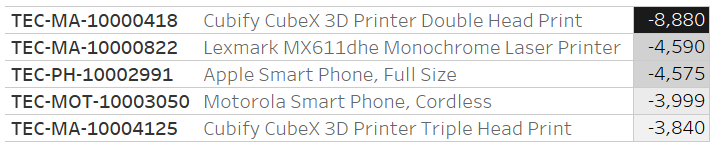 TEC-MA-10000418 Cubify CubeX 3D Printer Double Head Print -8,880
TEC-MA-10000822 Lexmark MX611dhe Monochrome Laser Printer -4,590
TEC-PH-10002991 Apple Smart Phone, Full Size -4,575
TEC-MOT-10003050 Motorola Smart Phone, Cordless -3,999
TEC-MA-10004125 Cubify CubeX 3D Printer Triple Head Print -3,840